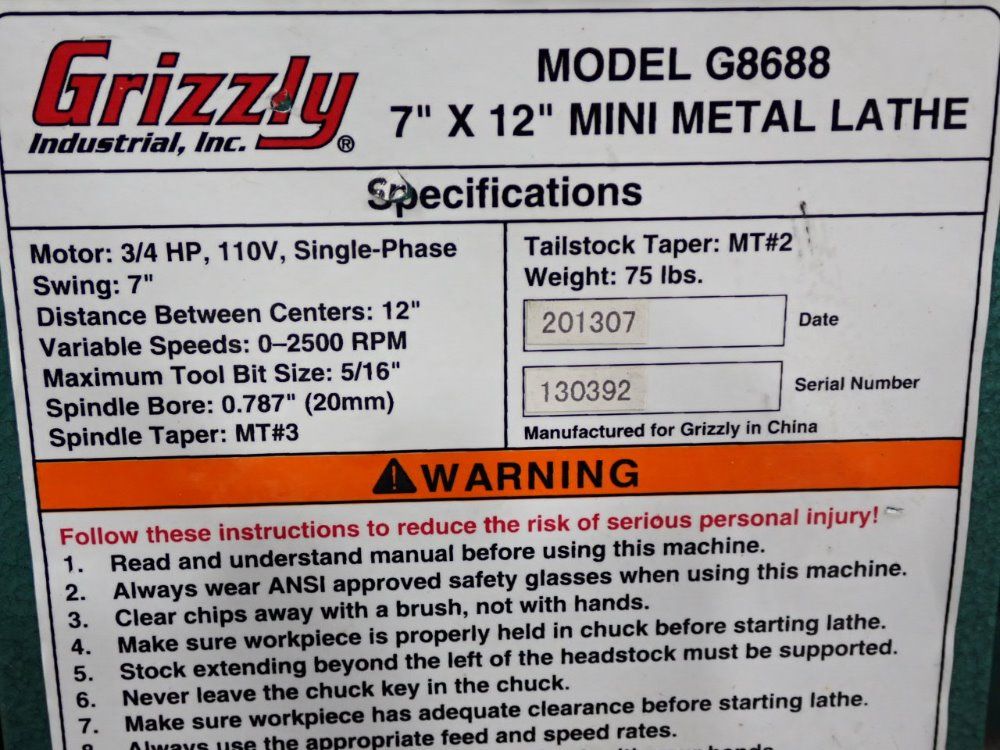 Grizzly
Industrial, Inc. ®
MODEL G8688
7" X 12" MINI METAL LATHE
Specifications
Motor: 3/4 HP, 110V, Single-Phase
Swing: 7"
Distance Between Centers: 12"
Variable Speeds: 0–2500 RPM
Maximum Tool Bit Size: 5/16"
Spindle Bore: 0.787" (20mm)
Spindle Taper: MT#3
Tailstock Taper: MT#2
Weight: 75 lbs.
201307 Date
130392 Serial Number
Manufactured for Grizzly in China
WARNING
Follow these instructions to reduce the risk of serious personal injury!
1. Read and understand manual before using this machine.
2. Always wear ANSI approved safety glasses when using this machine.
3. Clear chips away with a brush, not with hands.
4. Make sure workpiece is properly held in chuck before starting lathe.
5. Stock extending beyond the left of the headstock must be supported.
6. Never leave the chuck key in the chuck.
7. Make sure workpiece has adequate clearance before starting lathe.
8. Always use the appropriate feed and speed rates.